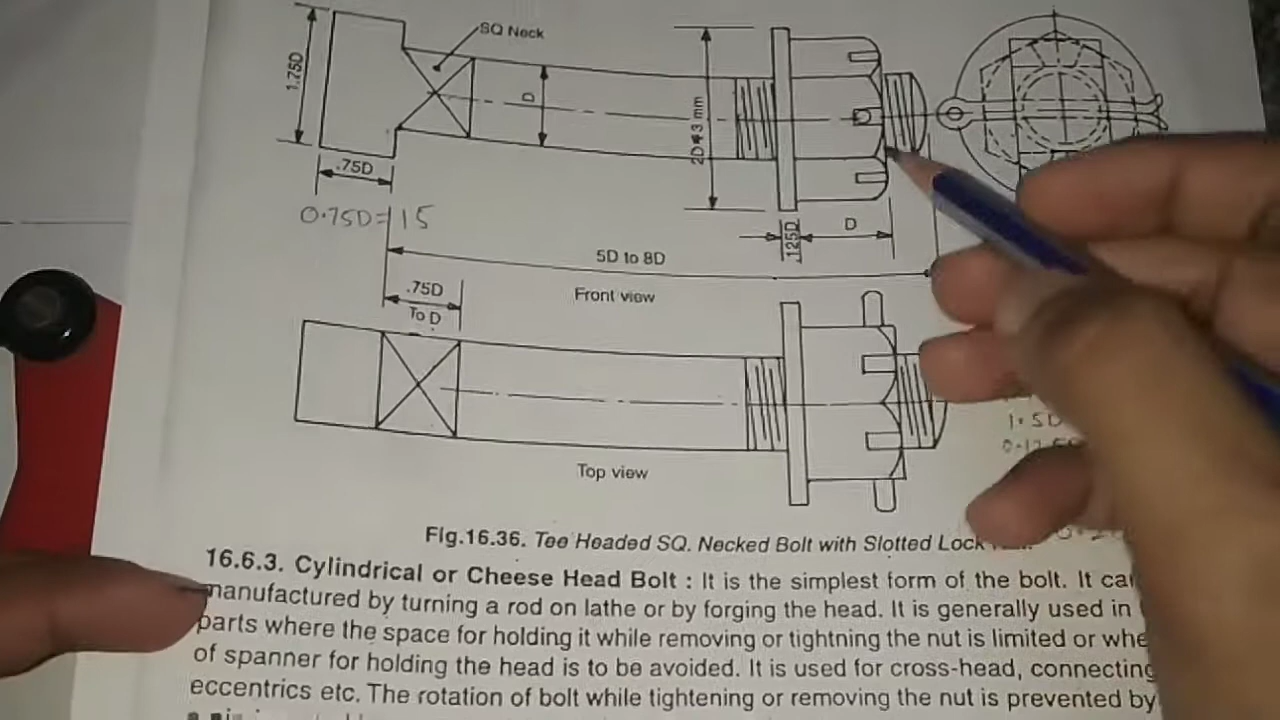 SQ Neck
1.75D
D
2D+3 mm
.75D
0.75D=15
.125D
D
5D to 8D
Front view
.75D
To D
1.5D
Top view
Fig.16.36. Tee Headed SQ. Necked Bolt with Slotted Lock
16.6.3. Cylindrical or Cheese Head Bolt : It is the simplest form of the bolt. It
manufactured by turning a rod on lathe or by forging the head. It is generally used in
parts where the space for holding it while removing or tightning the nut is limited or
of spanner for holding the head is to be avoided. It is used for cross-head, connecting
eccentrics etc. The rotation of bolt while tightening or removing the nut is prevented by